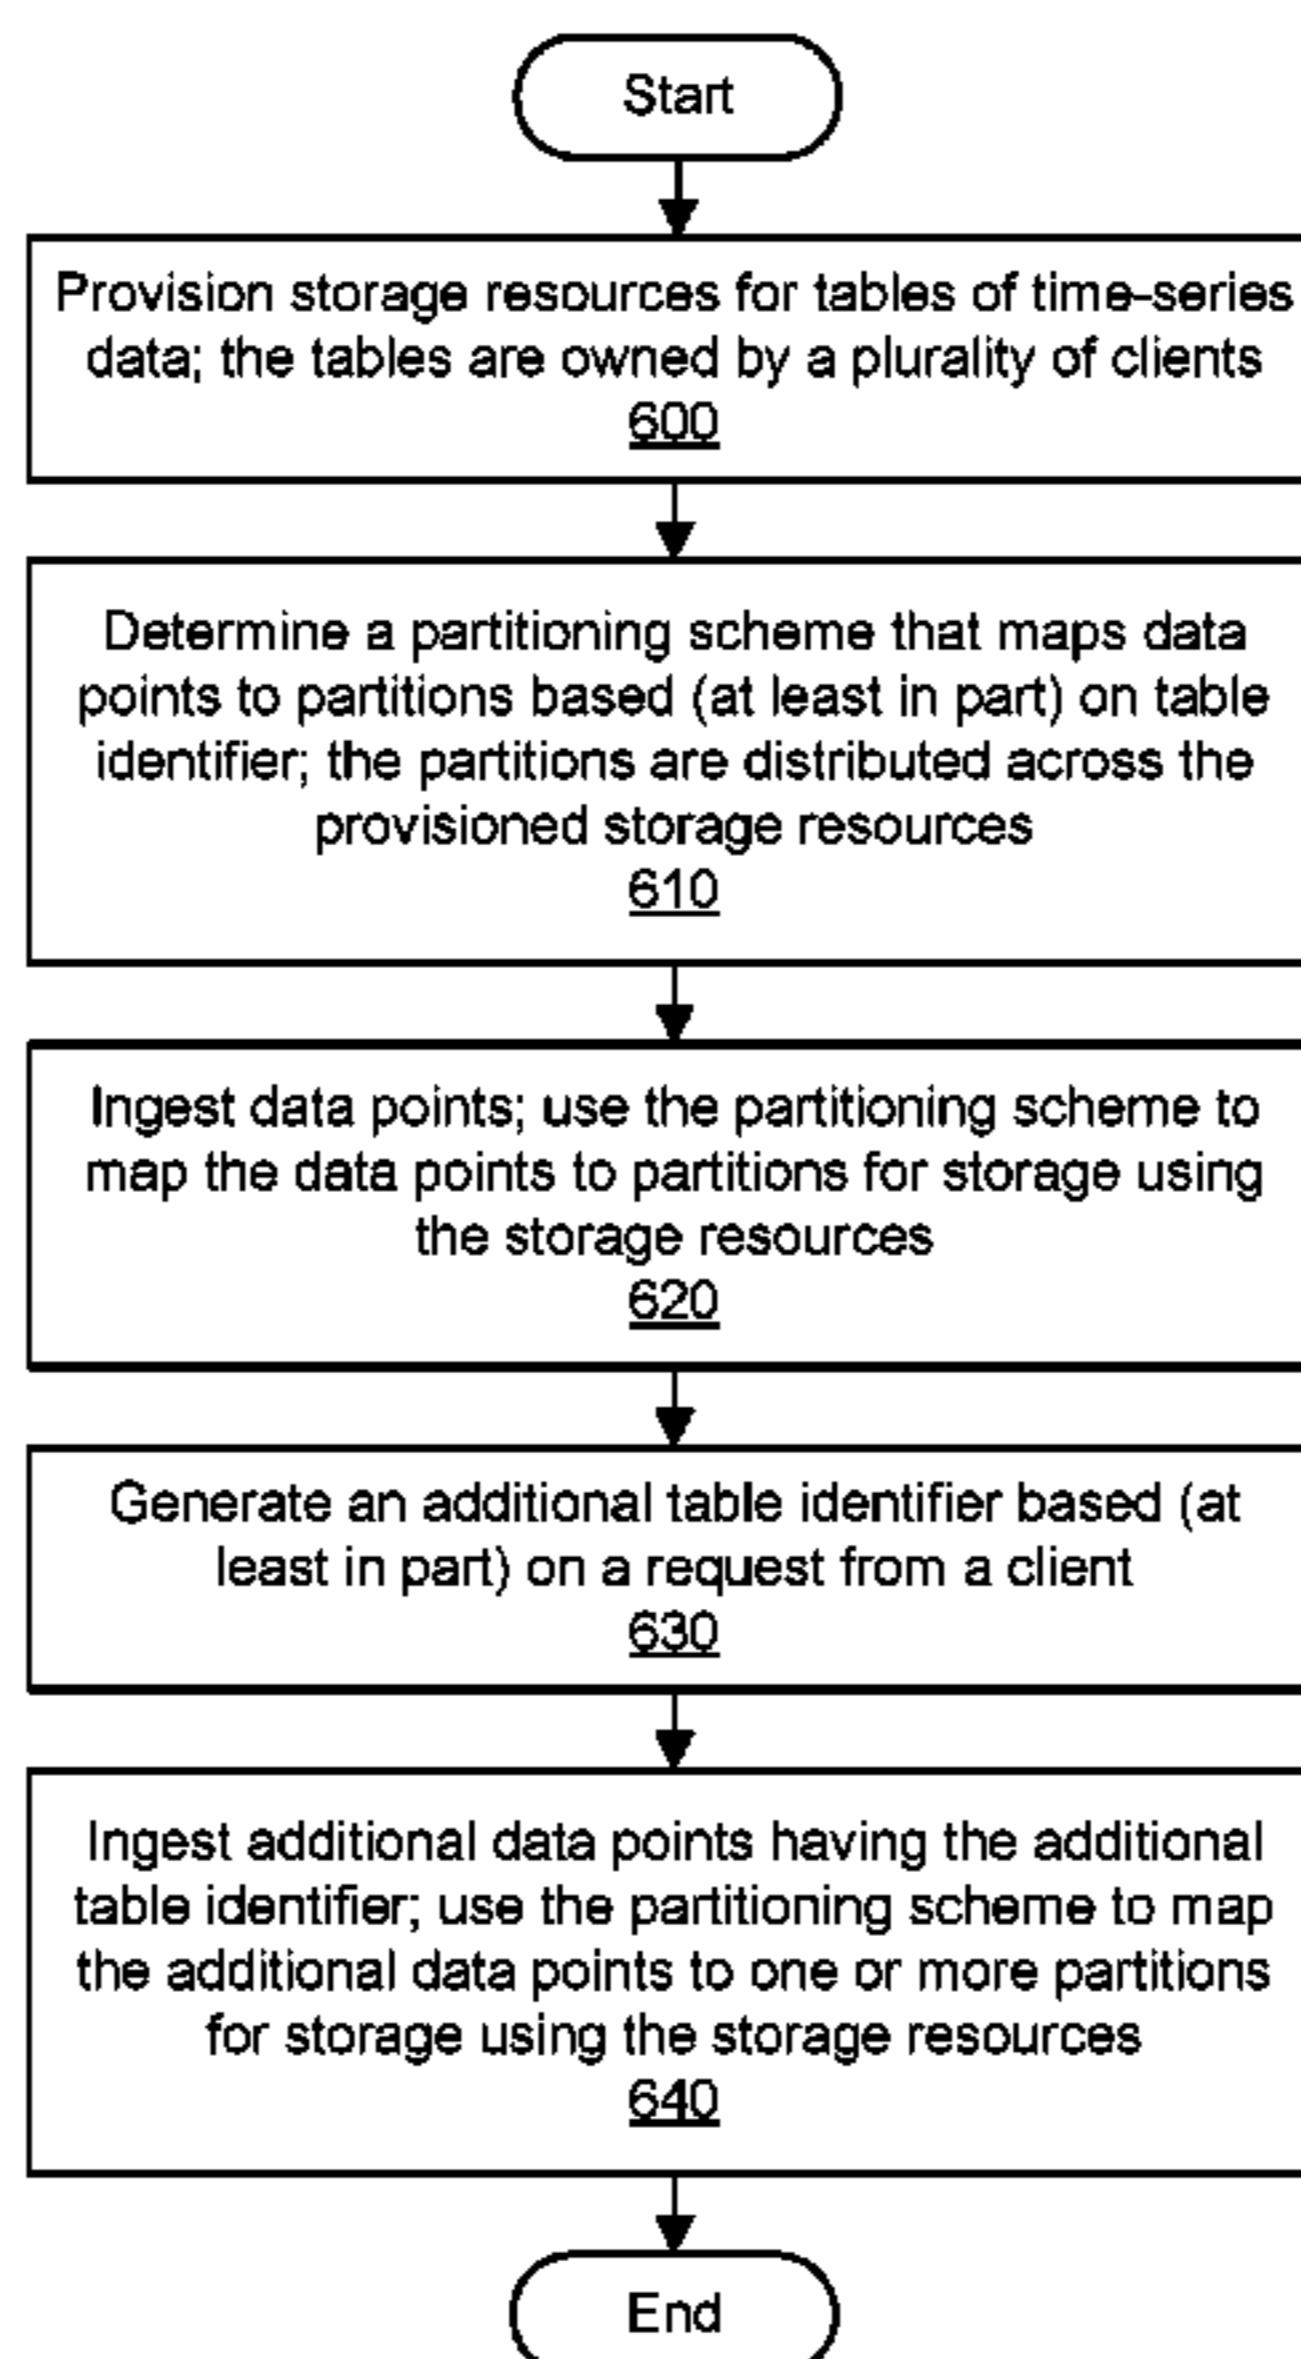 Start
Provision storage resources for tables of time-series
data; the tables are owned by a plurality of clients
600
Determine a partitioning scheme that maps data
points to partitions based (at least in part) on table
identifier; the partitions are distributed across the
provisioned storage resources
610
Ingest data points; use the partitioning scheme to
map the data points to partitions for storage using
the storage resources
620
Generate an additional table identifier based (at
least in part) on a request from a client
630
Ingest additional data points having the additional
table identifier; use the partitioning scheme to map
the additional data points to one or more partitions
for storage using the storage resources
640
End